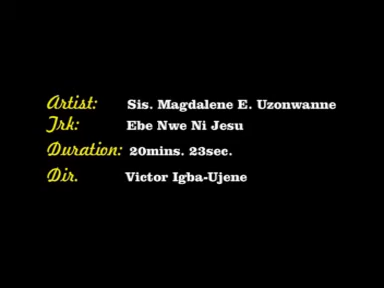 Artist: Sis. Magdalene E. Uzonwanne
Trk: Ebe Nwe Ni Jesu
Duration: 20mins. 23sec.
Dir. Victor Igba-Ujene